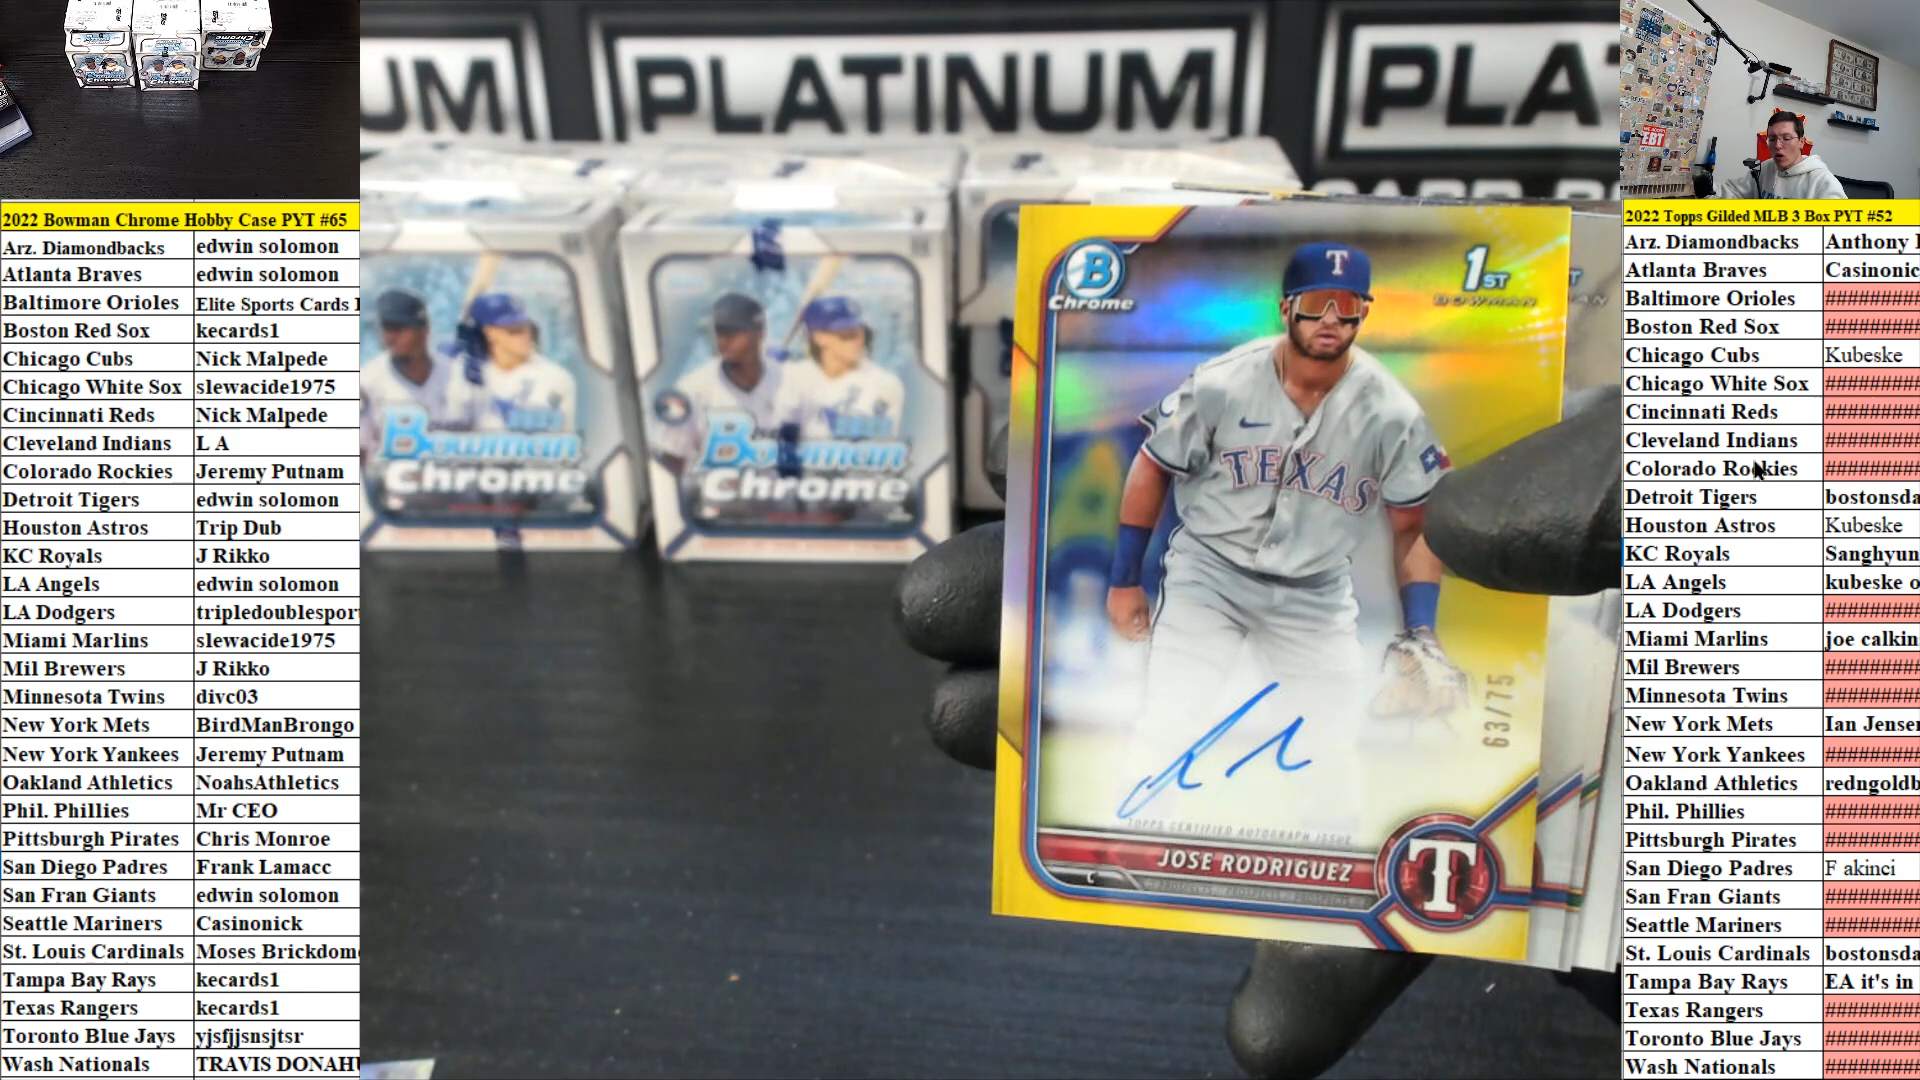 UM PLATINUM PLA
2022 Bowman Chrome Hobby Case PYT #65
Arz. Diamondbacks edwin solomon
Atlanta Braves edwin solomon
Baltimore Orioles Elite Sports Cards
Boston Red Sox kecards1
Chicago Cubs Nick Malpede
Chicago White Sox slewacide1975
Cincinnati Reds Nick Malpede
Cleveland Indians L A
Colorado Rockies Jeremy Putnam
Detroit Tigers edwin solomon
Houston Astros Trip Dub
KC Royals J Rikko
LA Angels edwin solomon
LA Dodgers tripledoublespor
Miami Marlins slewacide1975
Mil Brewers J Rikko
Minnesota Twins divc03
New York Mets BirdManBrongo
New York Yankees Jeremy Putnam
Oakland Athletics NoahsAthletics
Phil. Phillies Mr CEO
Pittsburgh Pirates Chris Monroe
San Diego Padres Frank Lamacc
San Fran Giants edwin solomon
Seattle Mariners Casinonick
St. Louis Cardinals Moses Brickdom
Tampa Bay Rays kecards1
Texas Rangers kecards1
Toronto Blue Jays yjsfjjsnsjtsr
Wash Nationals TRAVIS DONAH
Bowman
Chrome
Bowman
Chrome
B
Chrome
1ST
BOWMAN
T
TEXAS
63/75
TOPPS CERTIFIED AUTOGRAPH ISSUE
JOSE RODRIGUEZ
C
T
EBT
2022 Topps Gilded MLB 3 Box PYT #52
Arz. Diamondbacks Anthony
Atlanta Braves Casinonic
Baltimore Orioles #########
Boston Red Sox #########
Chicago Cubs Kubeske
Chicago White Sox #########
Cincinnati Reds #########
Cleveland Indians #########
Colorado Rockies #########
Detroit Tigers bostonsda
Houston Astros Kubeske
KC Royals Sanghyun
LA Angels kubeske o
LA Dodgers #########
Miami Marlins joe calkin
Mil Brewers #########
Minnesota Twins #########
New York Mets Ian Jensen
New York Yankees #########
Oakland Athletics redngoldb
Phil. Phillies #########
Pittsburgh Pirates #########
San Diego Padres F akinci
San Fran Giants #########
Seattle Mariners #########
St. Louis Cardinals bostonsda
Tampa Bay Rays EA it's in
Texas Rangers #########
Toronto Blue Jays #########
Wash Nationals #########